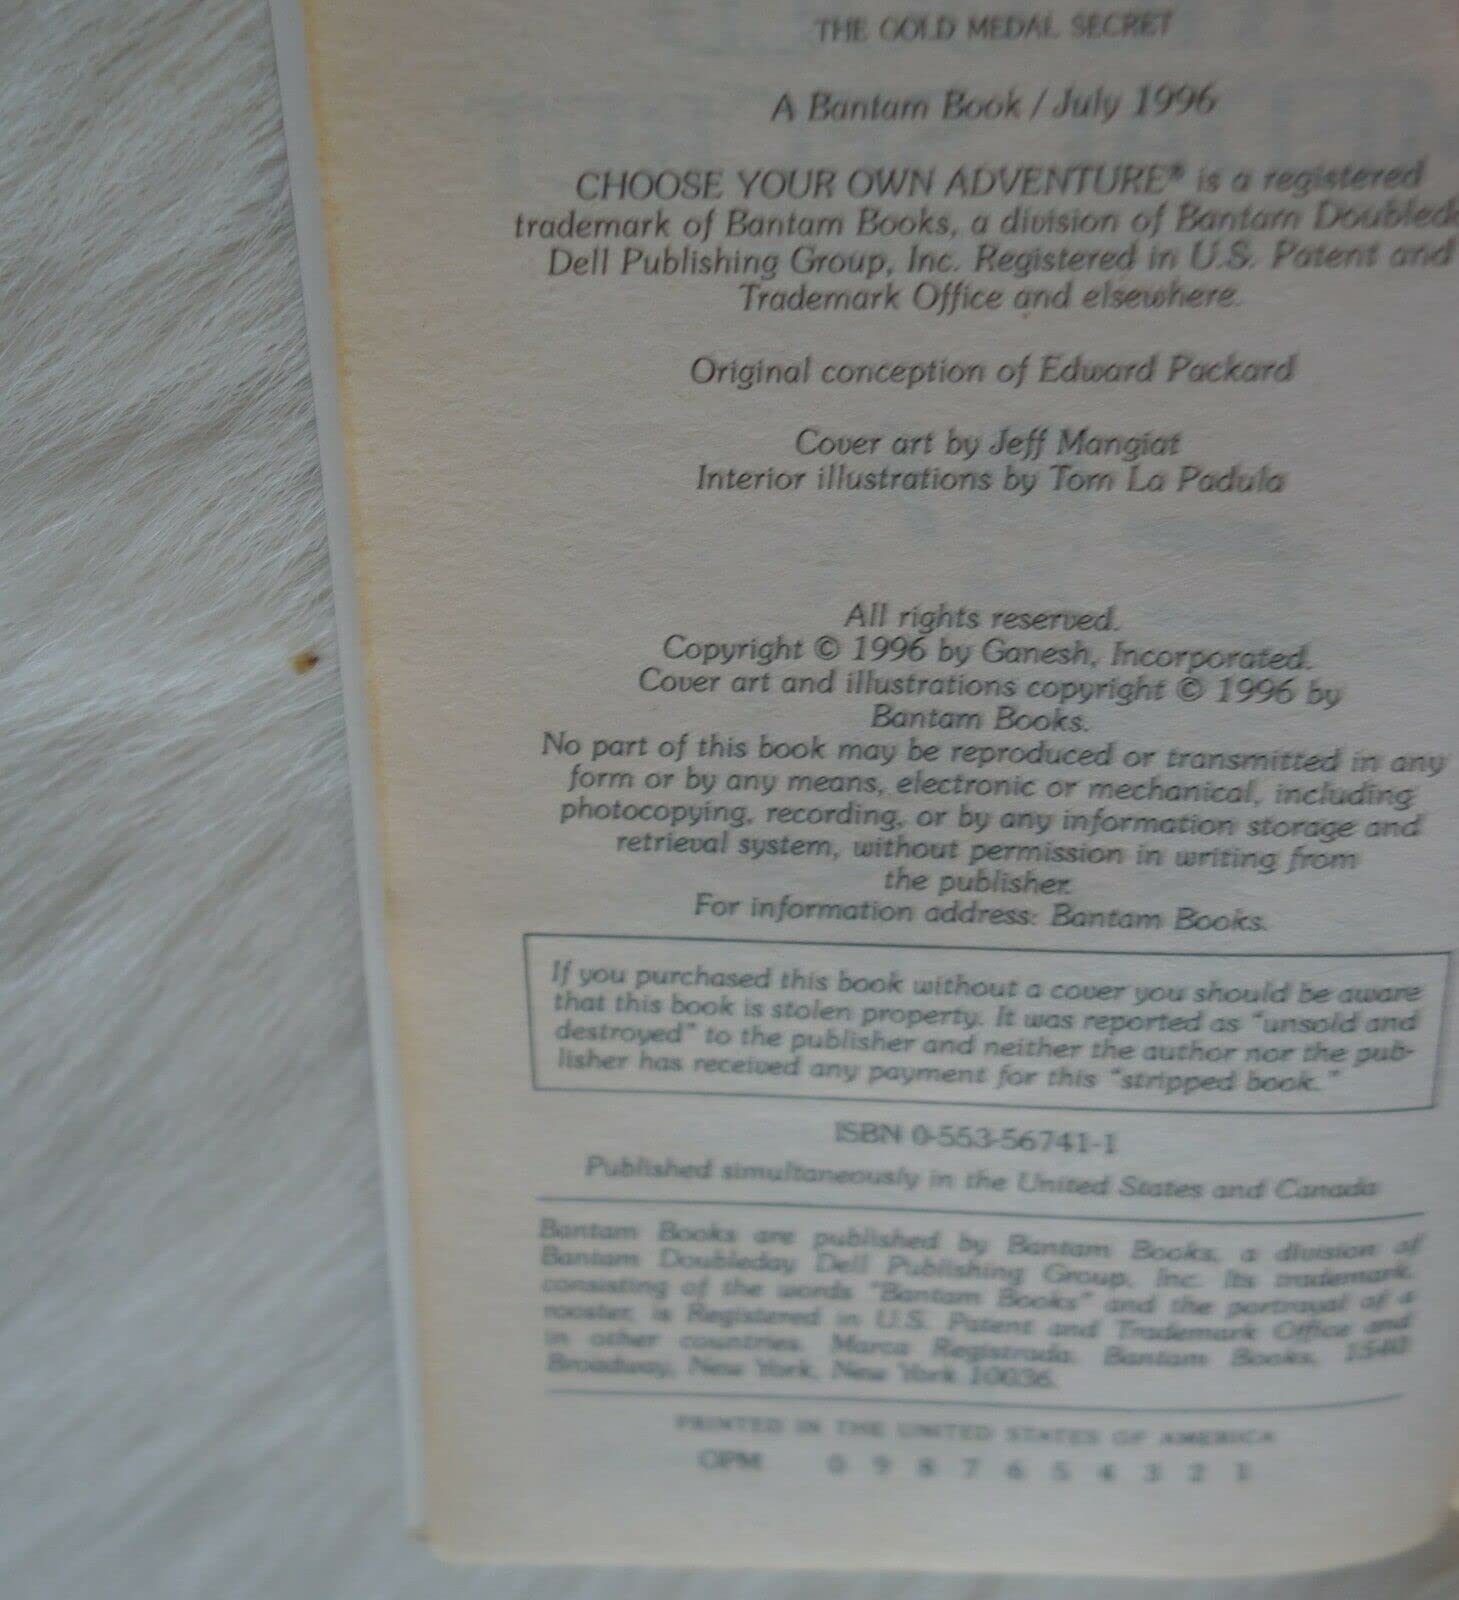 THE GOLD MEDAL SECRET
A Bantam Book / July 1996
CHOOSE YOUR OWN ADVENTURE® is a registered
trademark of Bantam Books, a division of Bantam Doubled
Dell Publishing Group, Inc. Registered in U.S. Patent and
Trademark Office and elsewhere.
Original conception of Edward Packard
Cover art by Jeff Mangiat
Interior illustrations by Tom La Padula
All rights reserved.
Copyright © 1996 by Ganesh, Incorporated.
Cover art and illustrations copyright © 1996 by
Bantam Books.
No part of this book may be reproduced or transmitted in any
form or by any means, electronic or mechanical, including
photocopying, recording, or by any information storage and
retrieval system, without permission in writing from
the publisher.
For information address: Bantam Books.
If you purchased this book without a cover you should be aware
that this book is stolen property. It was reported as "unsold and
destroyed" to the publisher and neither the author nor the pub-
lisher has received any payment for this "stripped book."
ISBN 0-553-56741-1
Published simultaneously in the United States and Canada
Bantam Books are published by Bantam Books, a division of
Bantam Doubleday Dell Publishing Group, Inc. Its trademark,
consisting of the words "Bantam Books" and the portrayal of a
rooster, is Registered in U.S. Patent and Trademark Office and
in other countries. Marca Registrada. Bantam Books, 1540
Broadway, New York, New York 10036.
PRINTED IN THE UNITED STATES OF AMERICA
OPM 0 9 8 7 6 5 4 3 2 1